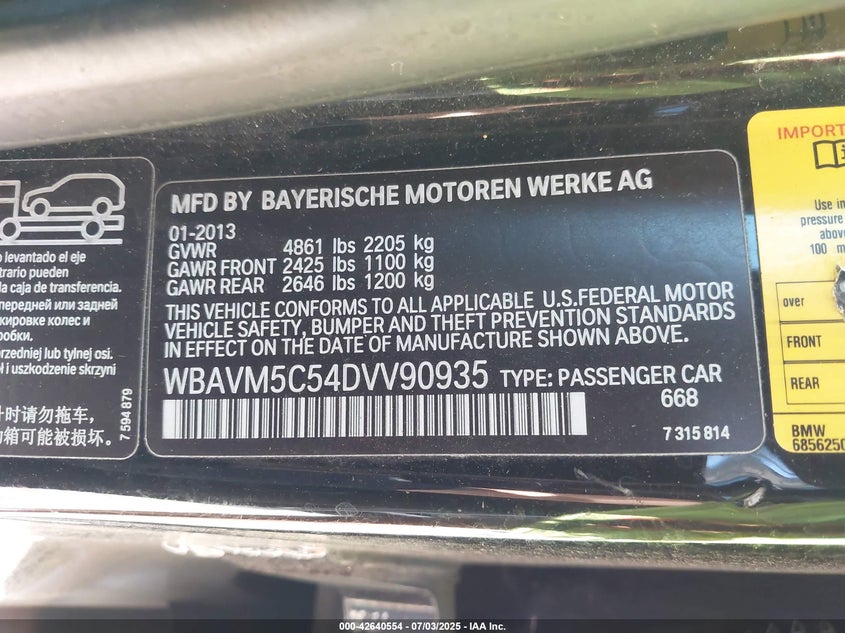 o levantado el eje
trario pueden
la caja de transferencia.
передней или задней
кировке колес и
робки.
rzedniej lub tylnej osi.
ł i uszkodzenie skrzyni
时请勿拖车,
箱可能被损坏。
7 594 879
MFD BY BAYERISCHE MOTOREN WERKE AG
01-2013
GVWR 4861 lbs 2205 kg
GAWR FRONT 2425 lbs 1100 kg
GAWR REAR 2646 lbs 1200 kg
THIS VEHICLE CONFORMS TO ALL APPLICABLE U.S.FEDERAL MOTOR
VEHICLE SAFETY, BUMPER AND THEFT PREVENTION STANDARDS
IN EFFECT ON THE DATE OF MANUFACTURE SHOWN ABOVE.
WBAVM5C54DVV90935 TYPE: PASSENGER CAR
668
7 315 814
IMPORT
Use in
pressure
above
100 m
over
FRONT
REAR
BMW
6856250
000-42640554 | 07/03/2025 | IAA Inc.